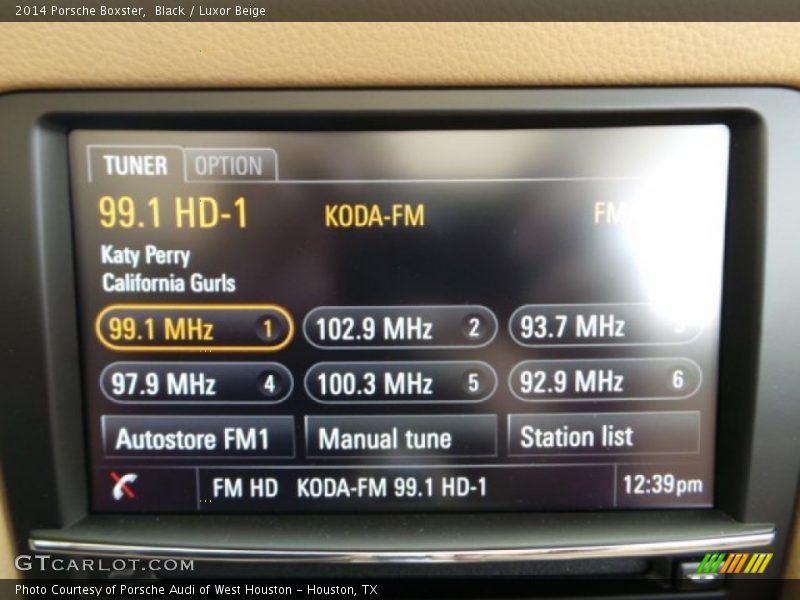 2014 Porsche Boxster,  Black / Luxor Beige
TUNER OPTION
99.1 HD-1 KODA-FM FM
Katy Perry
California Gurls
99.1 MHz 1 102.9 MHz 2 93.7 MHz 3
97.9 MHz 4 100.3 MHz 5 92.9 MHz 6
Autostore FM1 Manual tune Station list
FM HD KODA-FM 99.1 HD-1 12:39pm
GTCARLOT.COM
Photo Courtesy of Porsche Audi of West Houston - Houston, TX